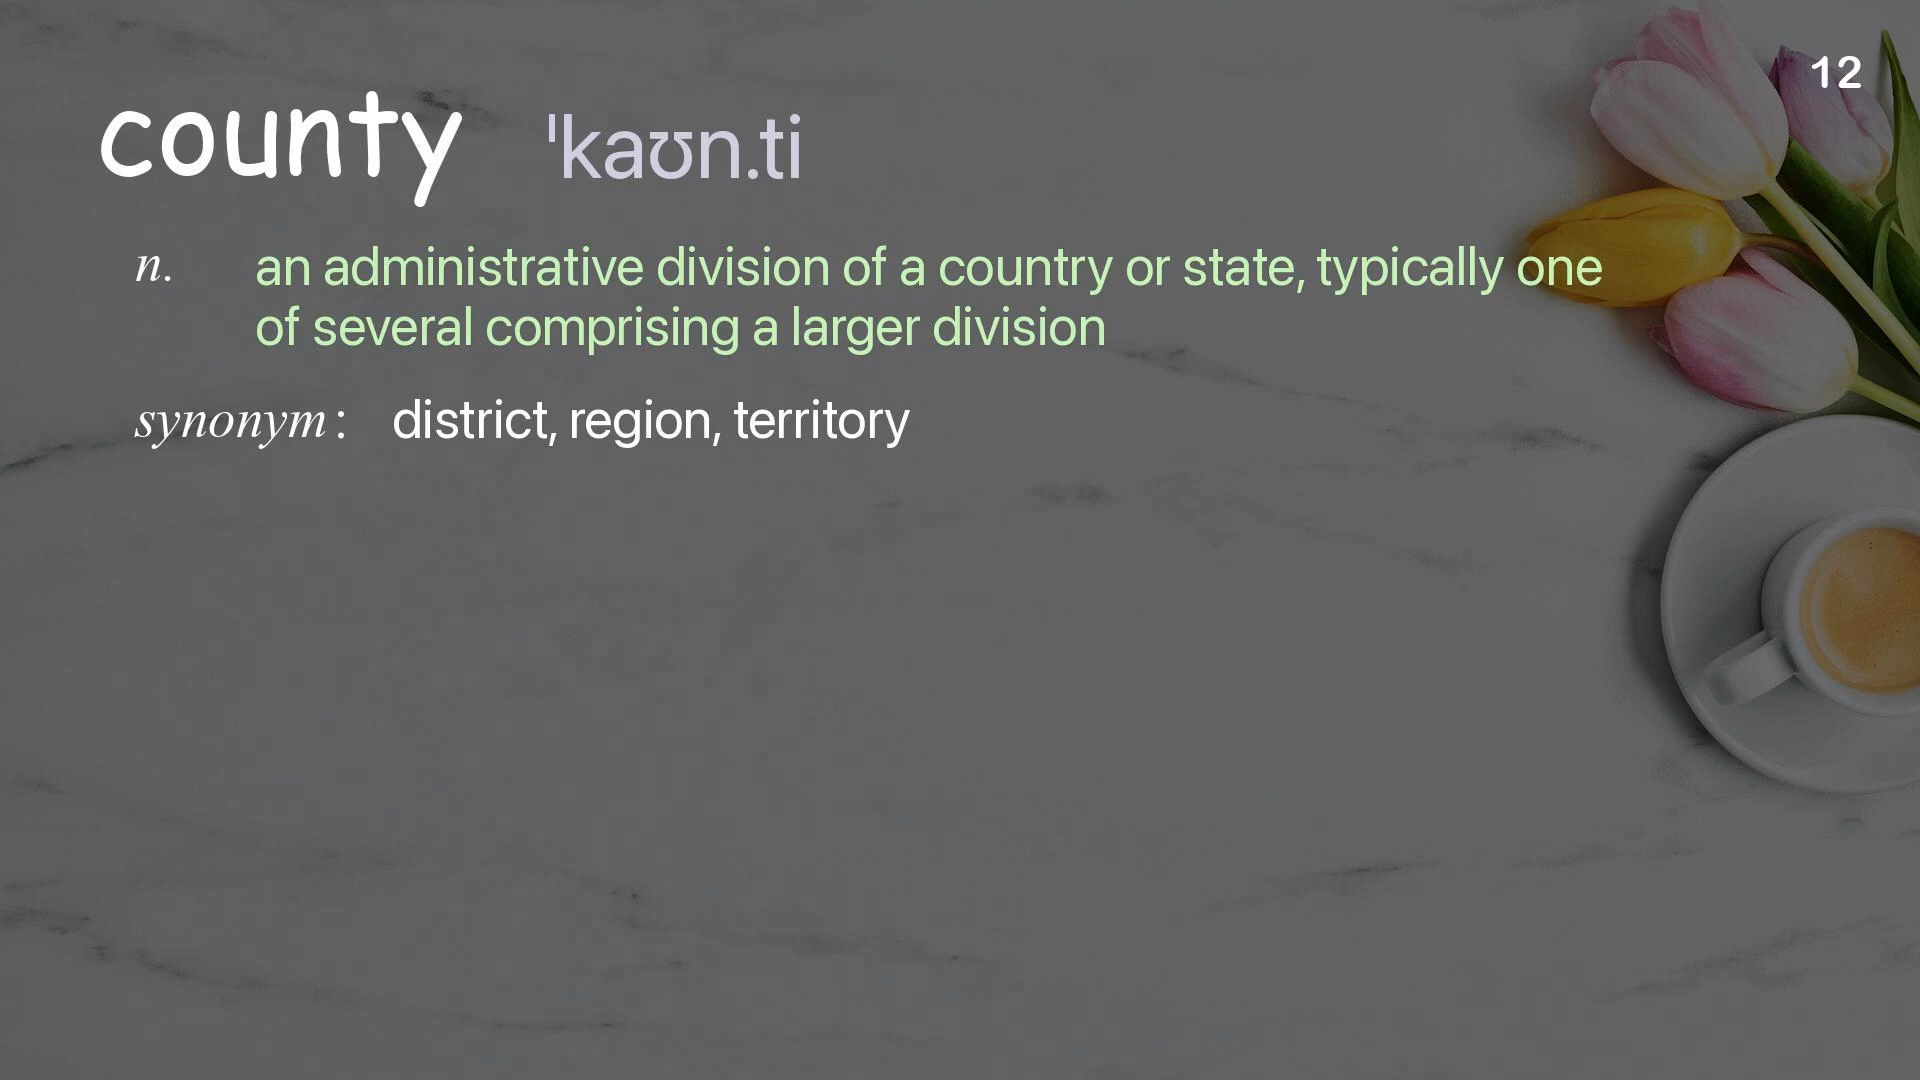 12
county ˈkaʊn.ti
n. an administrative division of a country or state, typically one
of several comprising a larger division
synonym : district, region, territory